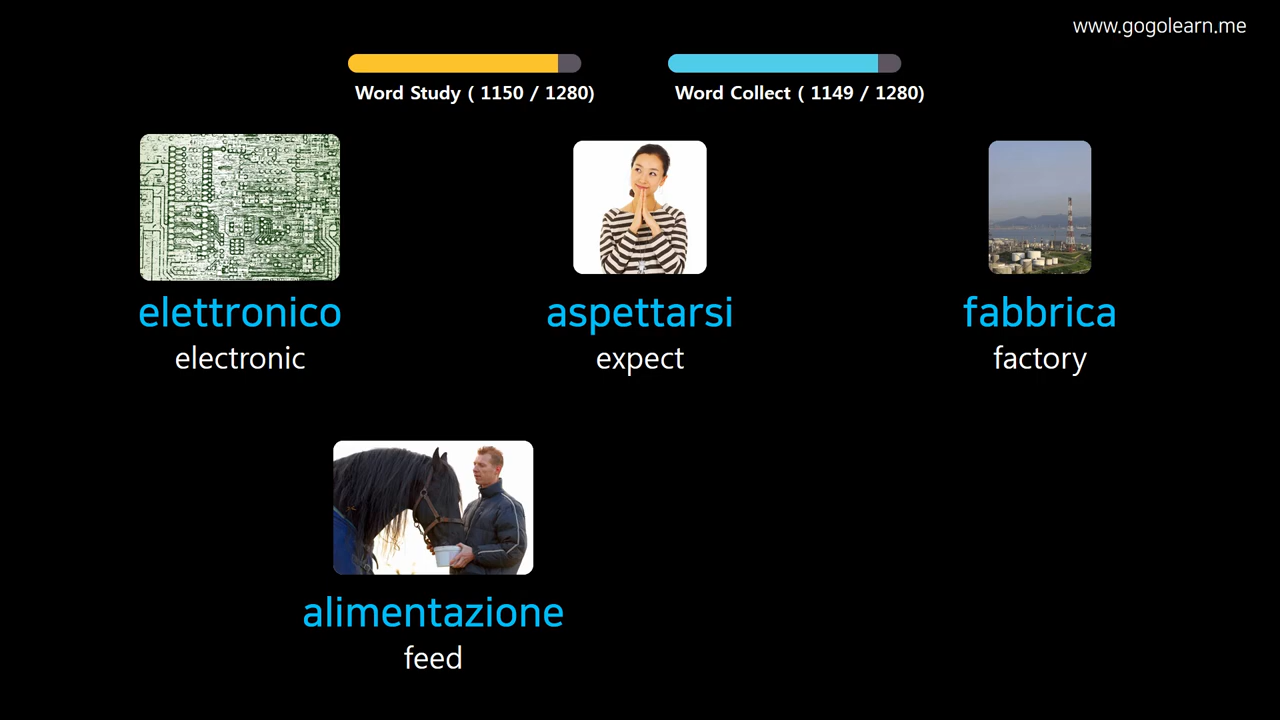 www.gogolearn.me
Word Study ( 1150 / 1280)
Word Collect ( 1149 / 1280)
elettronico
electronic
aspettarsi
expect
fabbrica
factory
alimentazione
feed